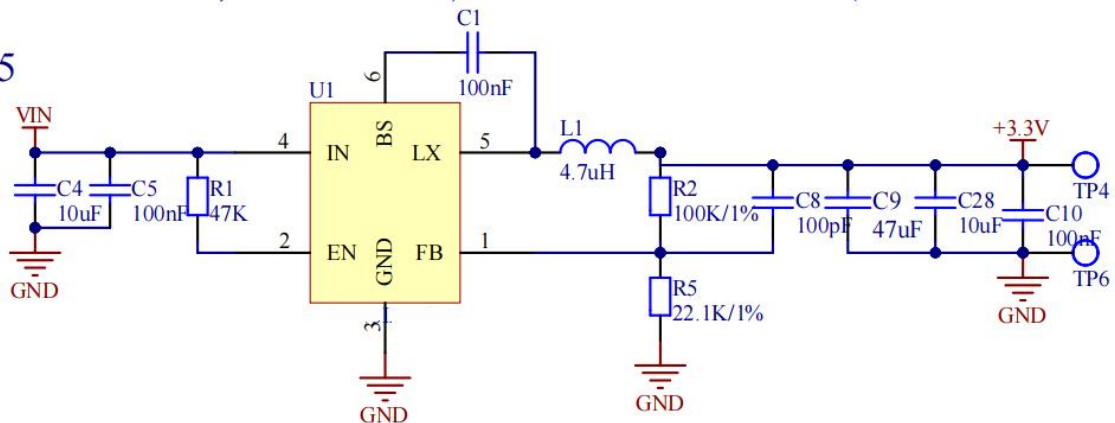 5
C1
100nF
6
U1
VIN
BS
4
IN
LX
5
L1
4.7uH
+3.3V
C4
10uF
C5
100nF
R1
47K
R2
100K/1%
C8
100pF
C9
47uF
C28
10uF
C10
100nF
TP4
2
EN
GND
FB
1
TP6
GND
R5
22.1K/1%
GND
3
GND
GND